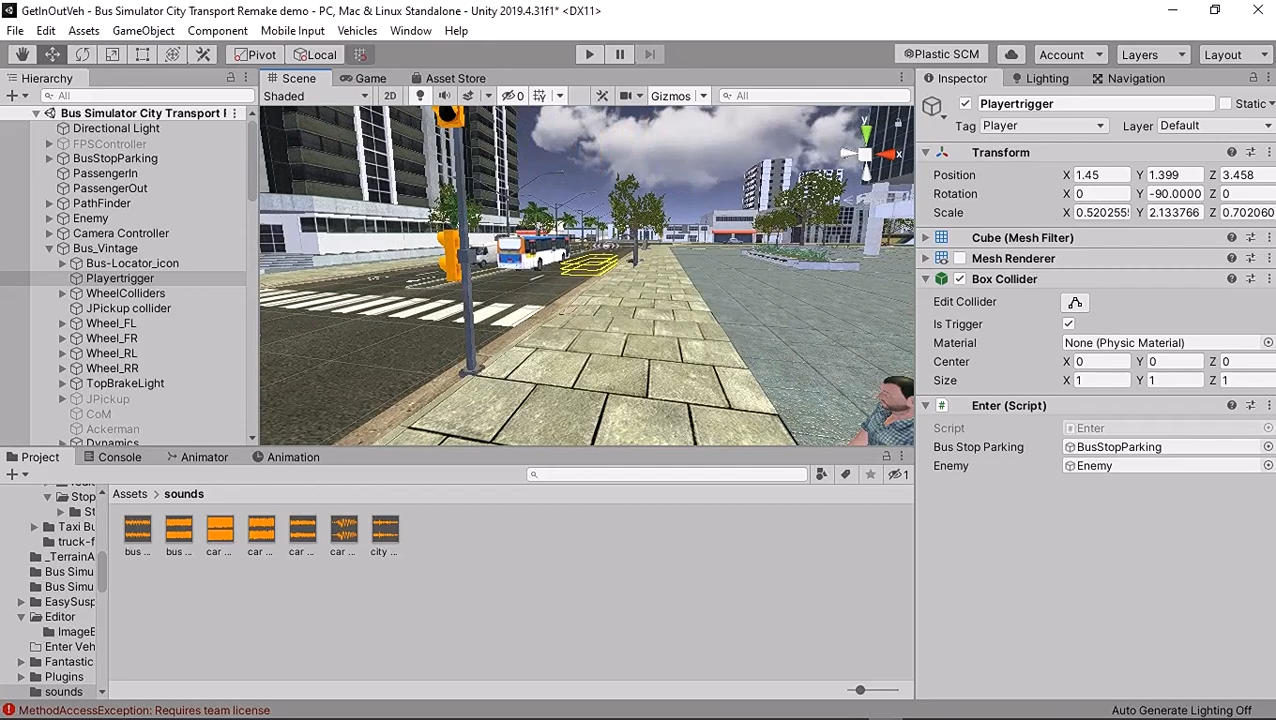 GetInOutVeh - Bus Simulator City Transport Remake demo - PC, Mac & Linux Standalone - Unity 2019.4.31f1* <DX11>
File Edit Assets GameObject Component Mobile Input Vehicles Window Help
Pivot Local Plastic SCM Account Layers Layout
Hierarchy Scene Game Asset Store Inspector Lighting Navigation
All Shaded 2D 0 Gizmos All
Playertrigger Static
Tag Player Layer Default
Bus Simulator City Transport
Directional Light
FPSController
BusStopParking
PassengerIn
PassengerOut
PathFinder
Enemy
Camera Controller
Bus_Vintage
Bus-Locator_icon
Playertrigger
WheelColliders
JPickup collider
Wheel_FL
Wheel_FR
Wheel_RL
Wheel_RR
TopBrakeLight
JPickup
CoM
Ackerman
Dynamics
y
x
Transform
Position X 1.45 Y 1.399 Z 3.458
Rotation X 0 Y -90.0000 Z 0
Scale X 0.520255 Y 2.133766 Z 0.702060
Cube (Mesh Filter)
Mesh Renderer
Box Collider
Edit Collider
Is Trigger
Material None (Physic Material)
Center X 0 Y 0 Z 0
Size X 1 Y 1 Z 1
Enter (Script)
Script Enter
Bus Stop Parking BusStopParking
Enemy Enemy
Project Console Animator Animation
1
Assets > sounds
Stop
St
Taxi Bu
truck-f
_TerrainA
Bus Simu
Bus Simu
EasySusp
Editor
ImageE
Enter Veh
Fantastic
Plugins
sounds
bus ... bus ... car ... car ... car ... car ... city ...
MethodAccessException: Requires team license
Auto Generate Lighting Off